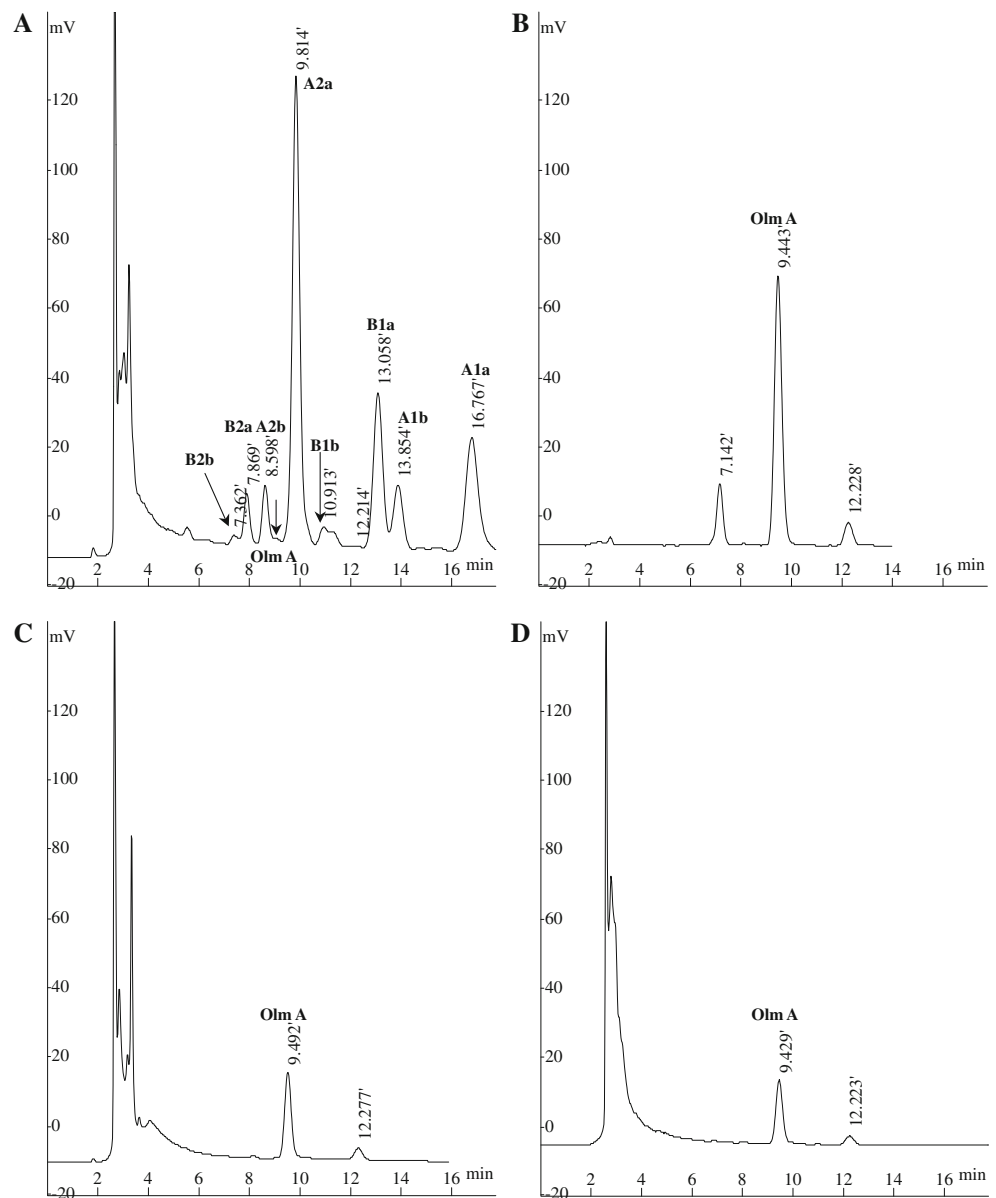 A
mV
120
100
80
60
40
20
0
-20
2 4 6 8 10 12 14 16 min
B2b
7.362'
B2a
7.869'
A2b
8.598'
Olm A
9.814'
A2a
B1b
10.913'
12.214'
B1a
13.058'
A1b
13.854'
A1a
16.767'
B
mV
120
100
80
60
40
20
0
-20
2 4 6 8 10 12 14 16 min
7.142'
Olm A
9.443'
12.228'
C
mV
120
100
80
60
40
20
0
-20
2 4 6 8 10 12 14 16 min
Olm A
9.492'
12.277'
D
mV
120
100
80
60
40
20
0
-20
2 4 6 8 10 12 14 16 min
Olm A
9.429'
12.223'